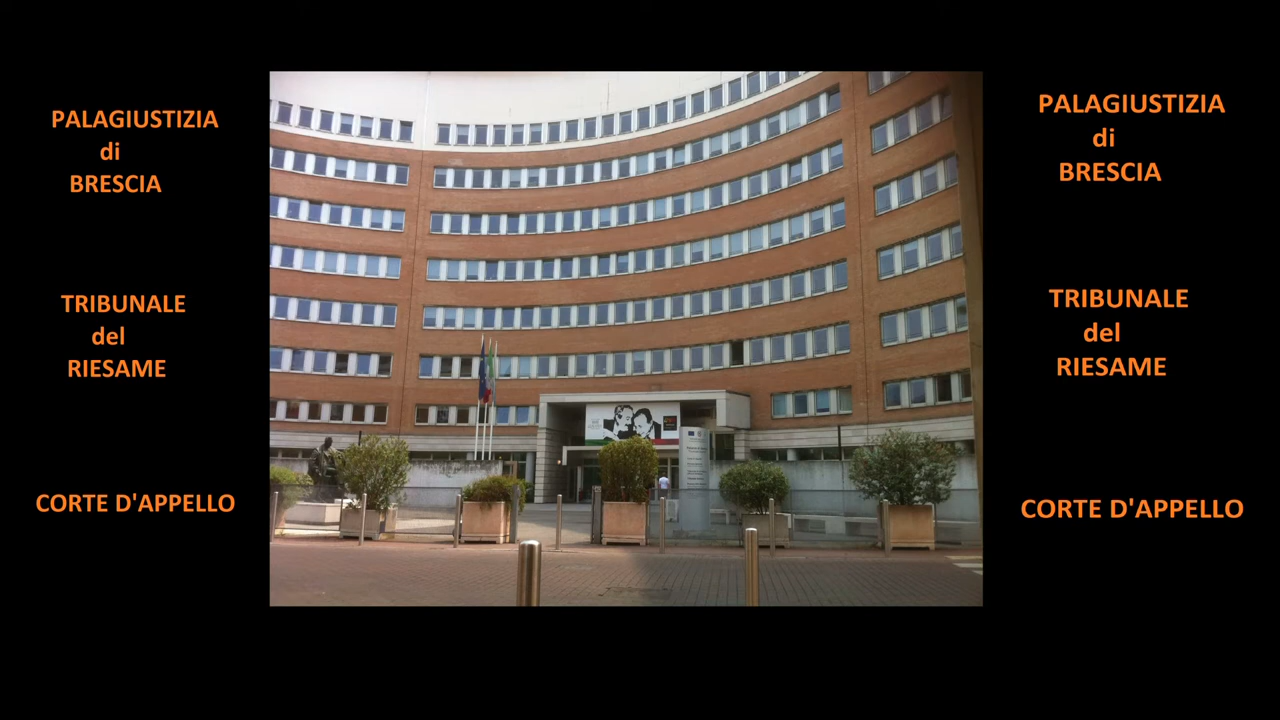 PALAGIUSTIZIA
di
BRESCIA
TRIBUNALE
del
RIESAME
CORTE D'APPELLO
PALAGIUSTIZIA
di
BRESCIA
TRIBUNALE
del
RIESAME
CORTE D'APPELLO